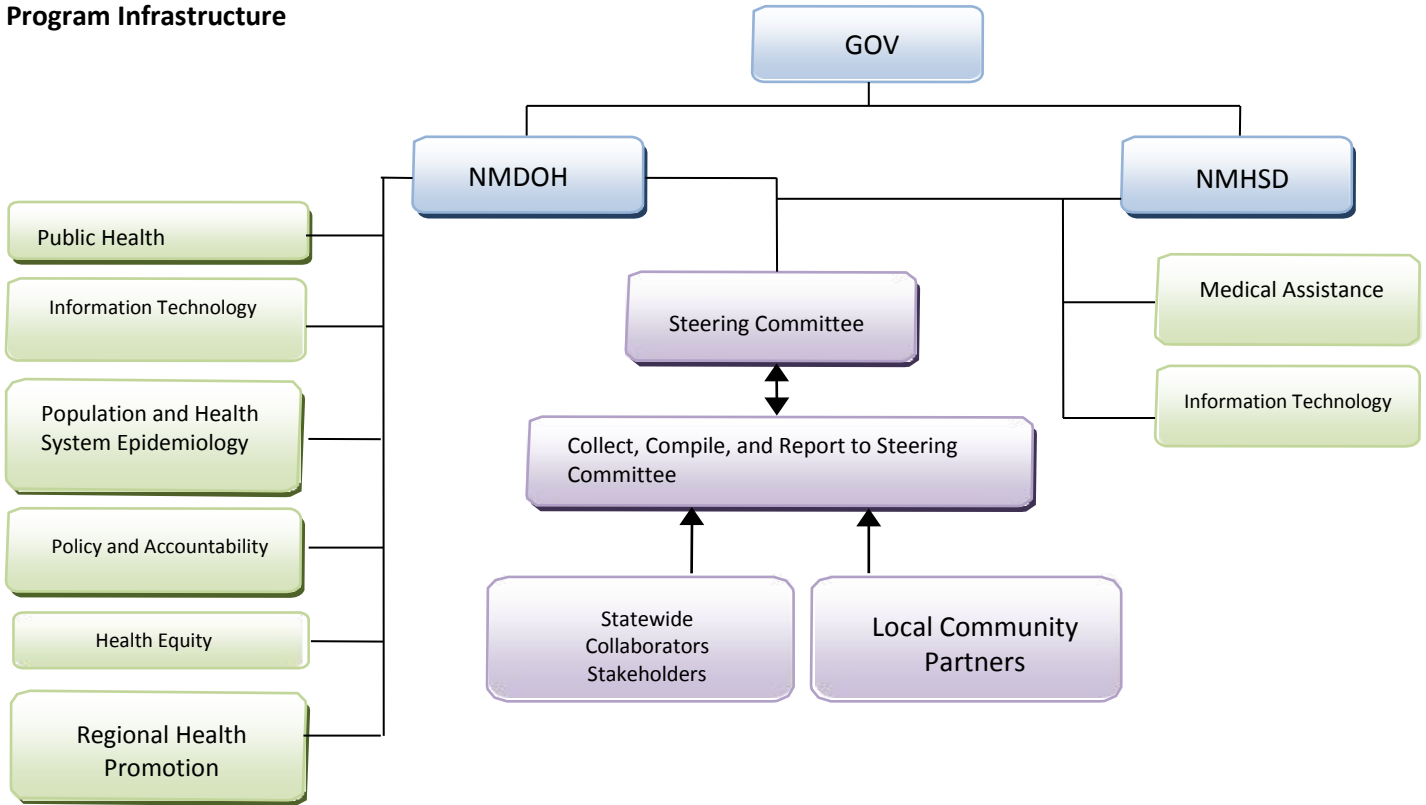 Program Infrastructure
GOV
NMDOH
NMHSD
Public Health
Information Technology
Population and Health
System Epidemiology
Policy and Accountability
Health Equity
Regional Health
Promotion
Steering Committee
Collect, Compile, and Report to Steering
Committee
Statewide
Collaborators
Stakeholders
Local Community
Partners
Medical Assistance
Information Technology